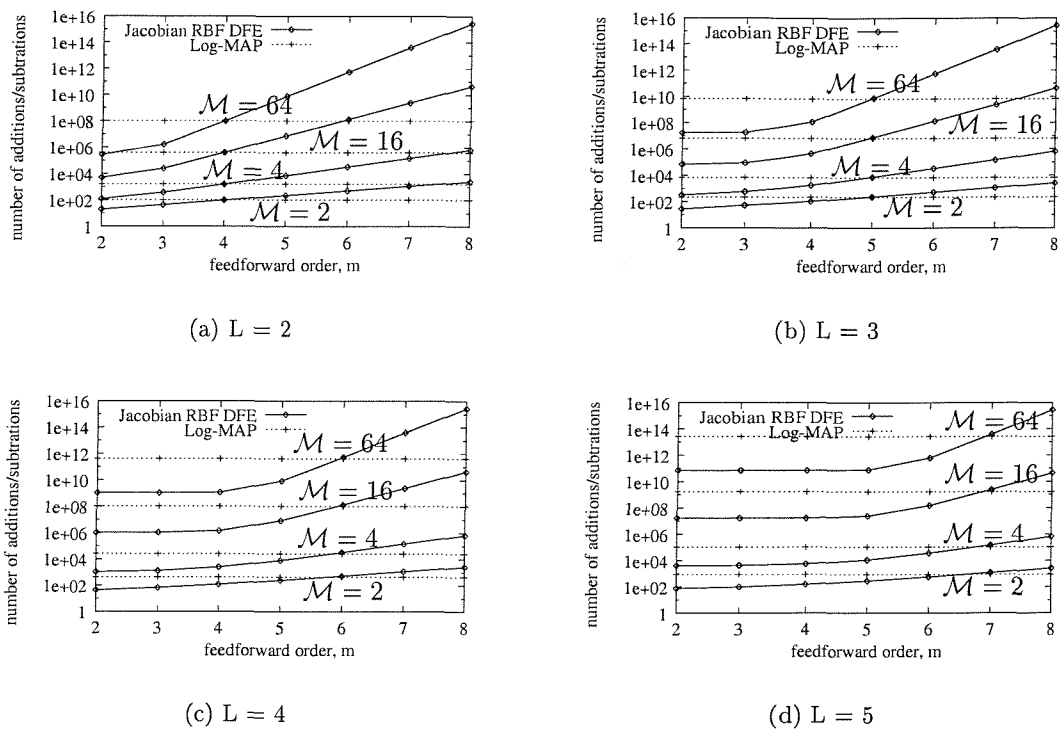 number of additions/subtrations
1e+16
1e+14
1e+12
1e+10
1e+08
1e+06
1e+04
1e+02
1
Jacobian RBF DFE
Log-MAP
M = 64
M = 16
M = 4
M = 2
2 3 4 5 6 7 8
feedforward order, m
(a) L = 2
number of additions/subtrations
1e+16
1e+14
1e+12
1e+10
1e+08
1e+06
1e+04
1e+02
1
Jacobian RBF DFE
Log-MAP
M = 64
M = 16
M = 4
M = 2
2 3 4 5 6 7 8
feedforward order, m
(b) L = 3
number of additions/subtrations
1e+16
1e+14
1e+12
1e+10
1e+08
1e+06
1e+04
1e+02
1
Jacobian RBF DFE
Log-MAP
M = 64
M = 16
M = 4
M = 2
2 3 4 5 6 7 8
feedforward order, m
(c) L = 4
number of additions/subtrations
1e+16
1e+14
1e+12
1e+10
1e+08
1e+06
1e+04
1e+02
1
Jacobian RBF DFE
Log-MAP
M = 64
M = 16
M = 4
M = 2
2 3 4 5 6 7 8
feedforward order, m
(d) L = 5